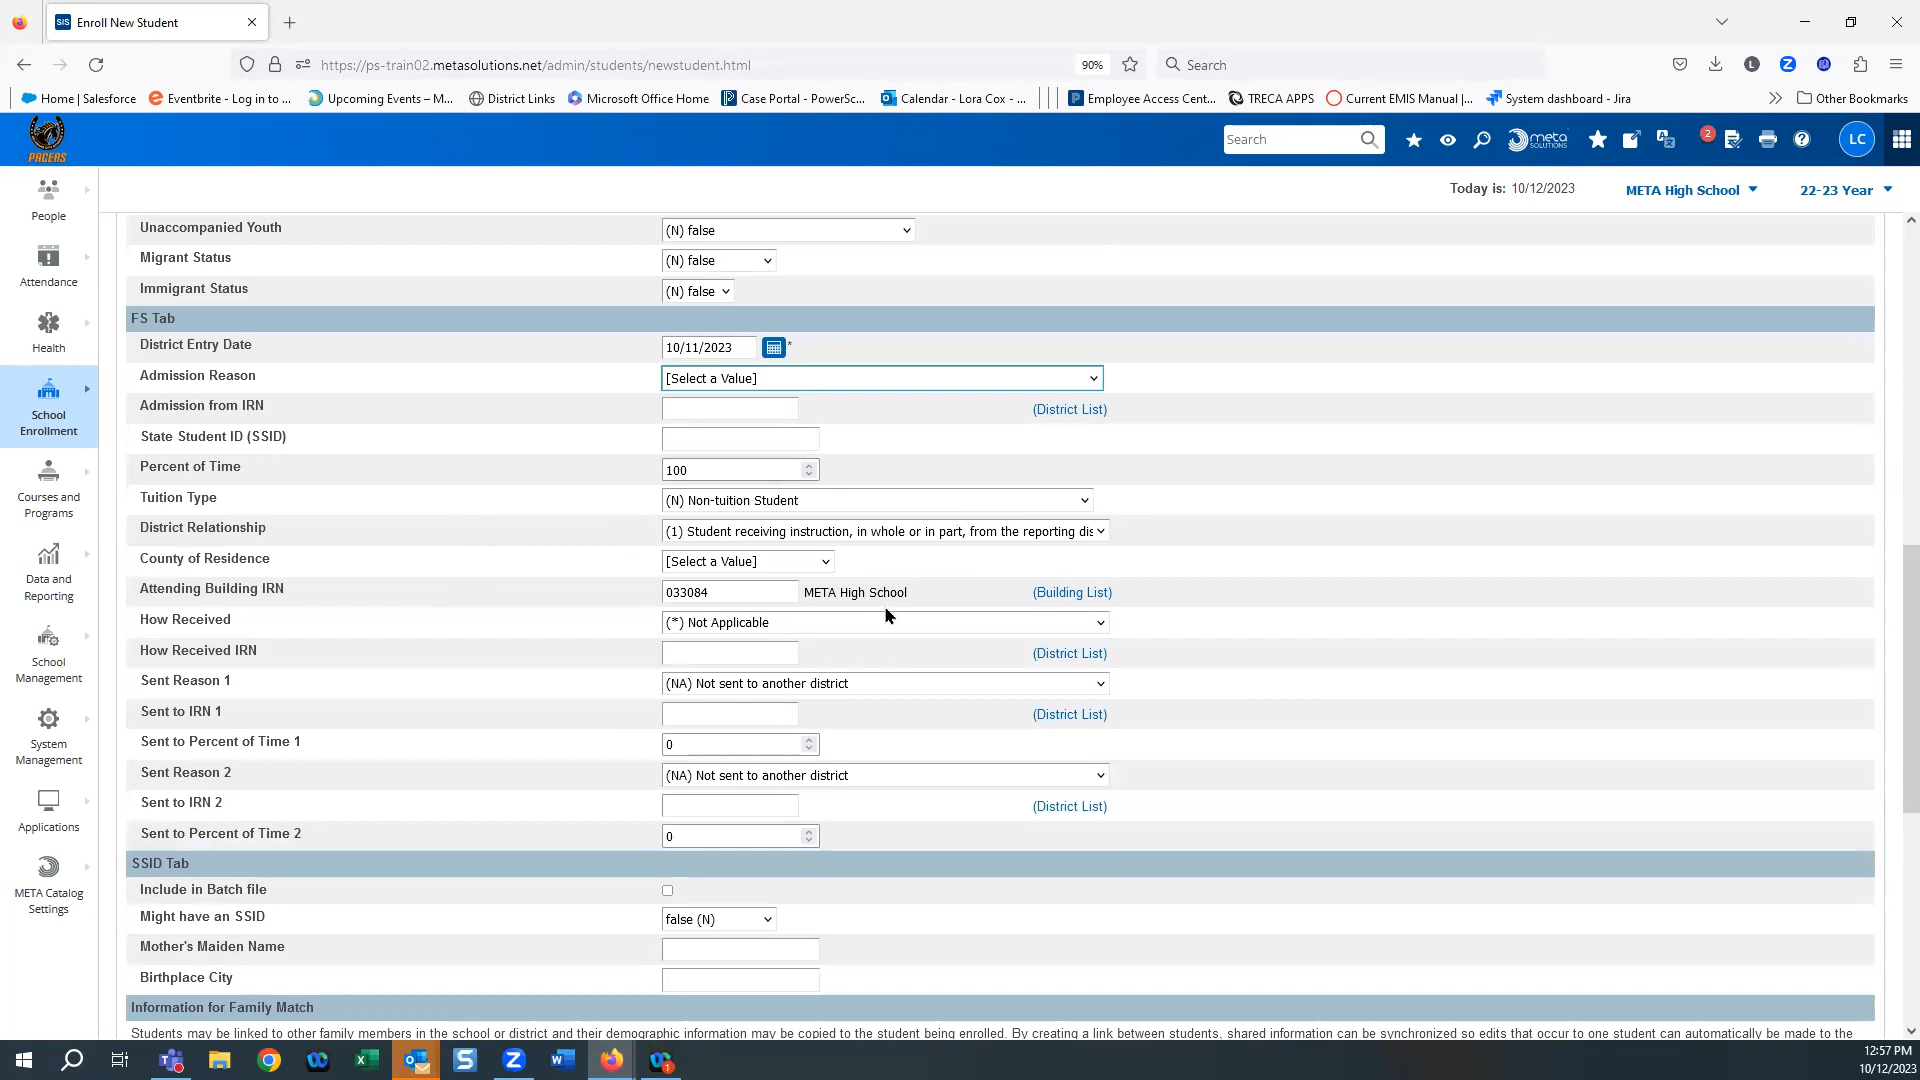 SIS Enroll New Student
https://ps-train02.metasolutions.net/admin/students/newstudent.html
90%
Search
Home | Salesforce
Eventbrite - Log in to ...
Upcoming Events – M...
District Links
Microsoft Office Home
Case Portal - PowerSc...
Calendar - Lora Cox - ...
Employee Access Cent...
TRECA APPS
Current EMIS Manual |...
System dashboard - Jira
Other Bookmarks
PACERS
Search
meta SOLUTIONS
2
LC
Today is: 10/12/2023
META High School
22-23 Year
People
Attendance
Health
School Enrollment
Courses and Programs
Data and Reporting
School Management
System Management
Applications
META Catalog Settings
Unaccompanied Youth (N) false
Migrant Status (N) false
Immigrant Status (N) false
FS Tab
District Entry Date 10/11/2023 *
Admission Reason [Select a Value]
Admission from IRN (District List)
State Student ID (SSID)
Percent of Time 100
Tuition Type (N) Non-tuition Student
District Relationship (1) Student receiving instruction, in whole or in part, from the reporting dis
County of Residence [Select a Value]
Attending Building IRN 033084 META High School (Building List)
How Received (*) Not Applicable
How Received IRN (District List)
Sent Reason 1 (NA) Not sent to another district
Sent to IRN 1 (District List)
Sent to Percent of Time 1 0
Sent Reason 2 (NA) Not sent to another district
Sent to IRN 2 (District List)
Sent to Percent of Time 2 0
SSID Tab
Include in Batch file
Might have an SSID false (N)
Mother's Maiden Name
Birthplace City
Information for Family Match
Students may be linked to other family members in the school or district and their demographic information may be copied to the student being enrolled. By creating a link between students, shared information can be synchronized so edits that occur to one student can automatically be made to the
12:57 PM
10/12/2023